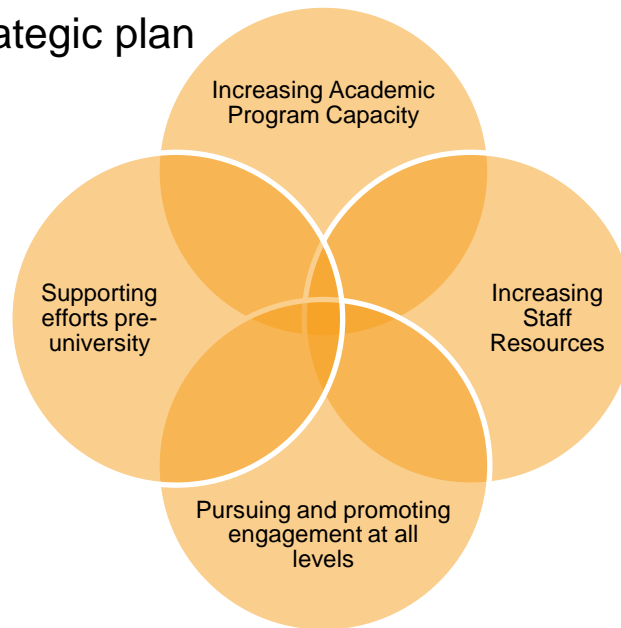 ategic plan
Increasing Academic
Program Capacity
Supporting
efforts pre-
university
Increasing
Staff
Resources
Pursuing and promoting
engagement at all
levels